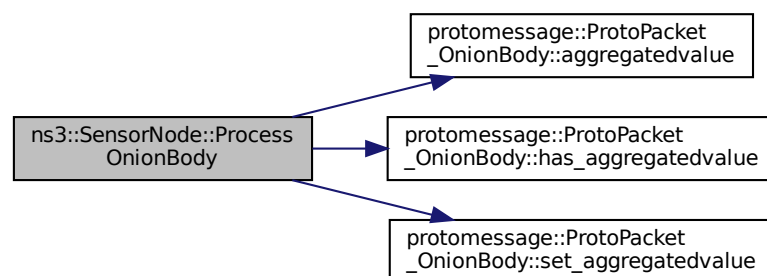 ns3::SensorNode::Process
OnionBody
protomessage::ProtoPacket
_OnionBody::aggregatedvalue
protomessage::ProtoPacket
_OnionBody::has_aggregatedvalue
protomessage::ProtoPacket
_OnionBody::set_aggregatedvalue